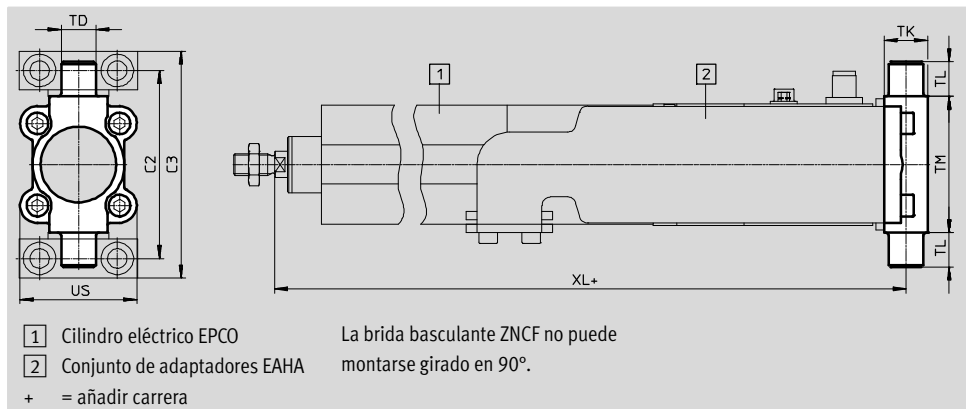 TD
C2
C3
US
1
2
TK
TL
TM
TL
XL+
1 Cilindro eléctrico EPCO
2 Conjunto de adaptadores EAHA
+ = añadir carrera
La brida basculante ZNCF no puede
montarse girado en 90°.